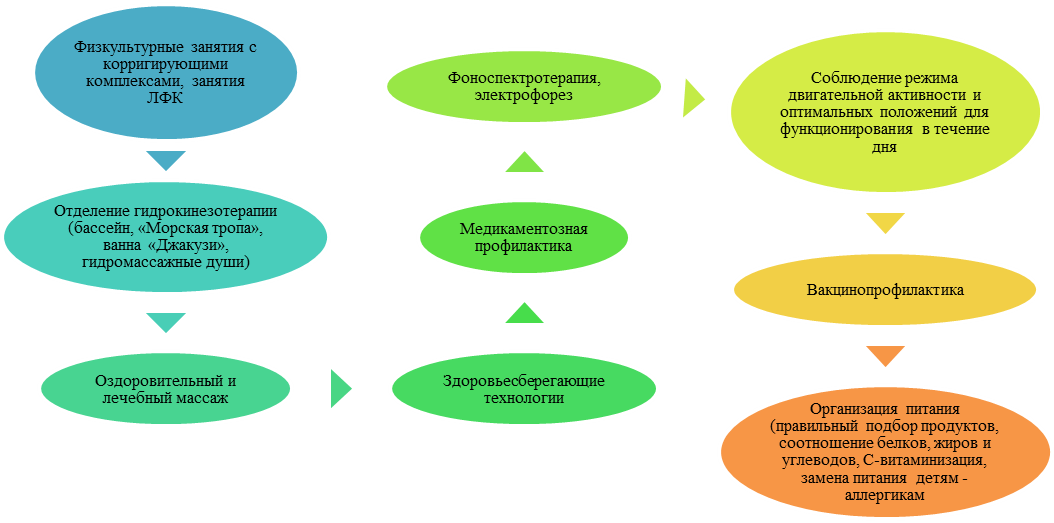 Физкультурные занятия с
корригирующими
комплексами, занятия
ЛФК
Отделение гидрокинезотерапии
(бассейн, «Морская тропа»,
ванна «Джакузи»,
гидромассажные души)
Оздоровительный и
лечебный массаж
Здоровьесберегающие
технологии
Медикаментозная
профилактика
Фоноспектротерапия,
электрофорез
Соблюдение режима
двигательной активности и
оптимальных положений для
функционирования в течение
дня
Вакцинопрофилактика
Организация питания
(правильный подбор продуктов,
соотношение белков, жиров и
углеводов, С-витаминизация,
замена питания детям -
аллергикам